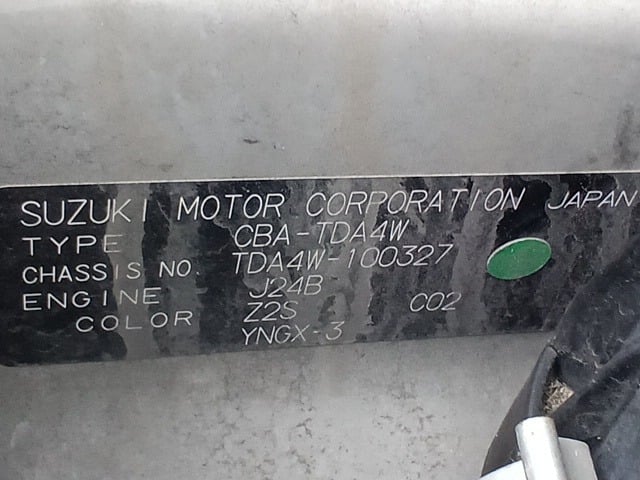 SUZUKI MOTOR CORPORATION JAPAN
TYPE CBA-TDA4W
CHASSIS NO. TDA4W-100327
ENGINE J24B
COLOR Z2S C02
YNGX-3